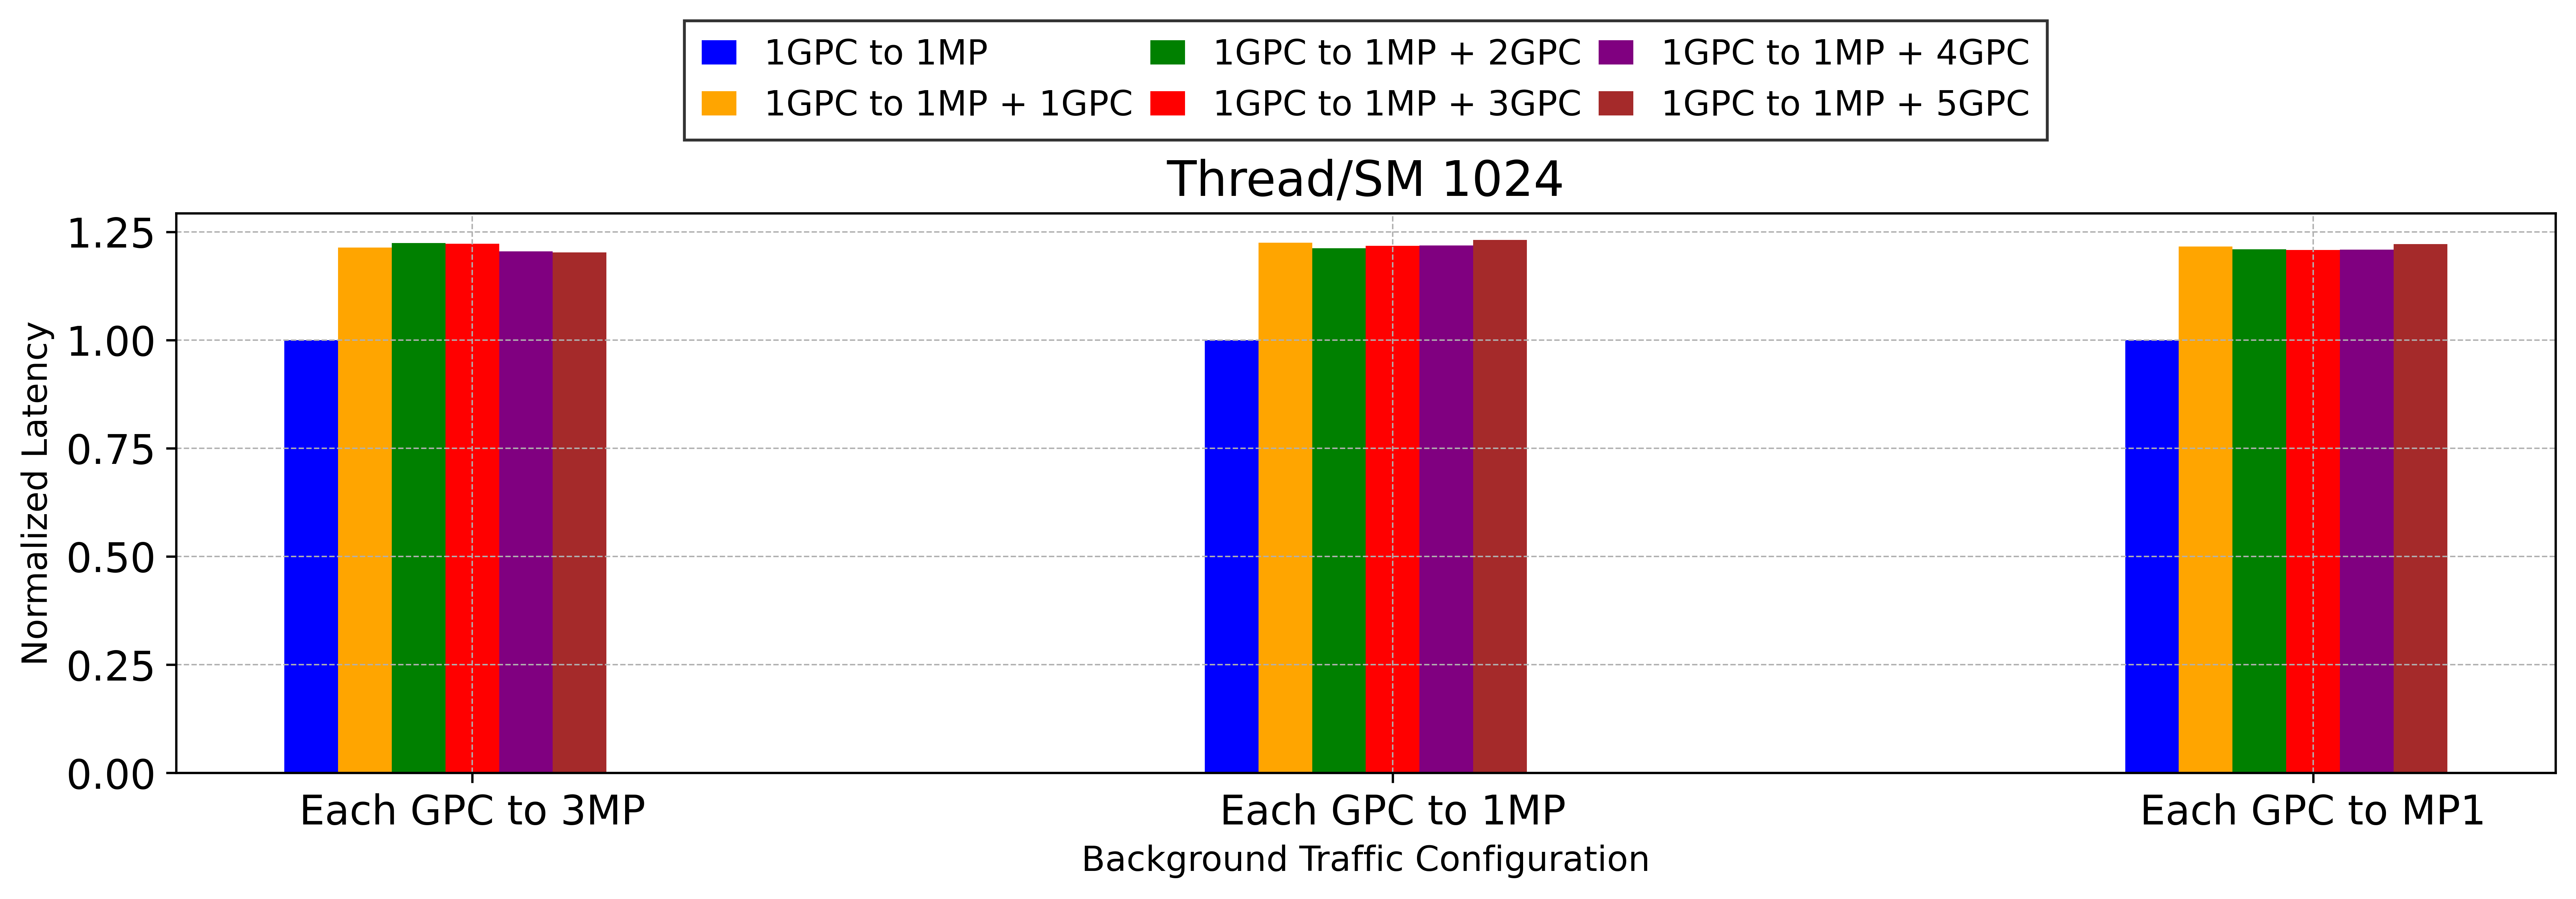 1GPC to 1MP
1GPC to 1MP + 1GPC
1GPC to 1MP + 2GPC
1GPC to 1MP + 3GPC
1GPC to 1MP + 4GPC
1GPC to 1MP + 5GPC
Thread/SM 1024
Normalized Latency
1.25
1.00
0.75
0.50
0.25
0.00
Each GPC to 3MP
Each GPC to 1MP
Each GPC to MP1
Background Traffic Configuration